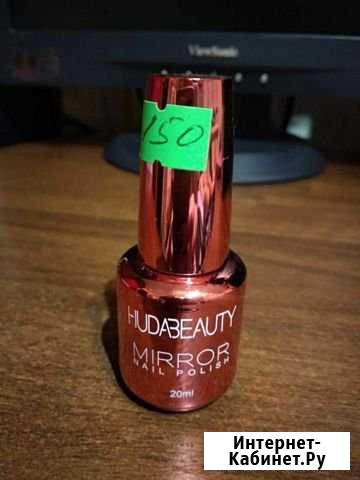 ViewSonic
150
HUDABEAUTY
MIRROR
NAIL POLISH
20ml
Интернет-
Кабинет.Ру